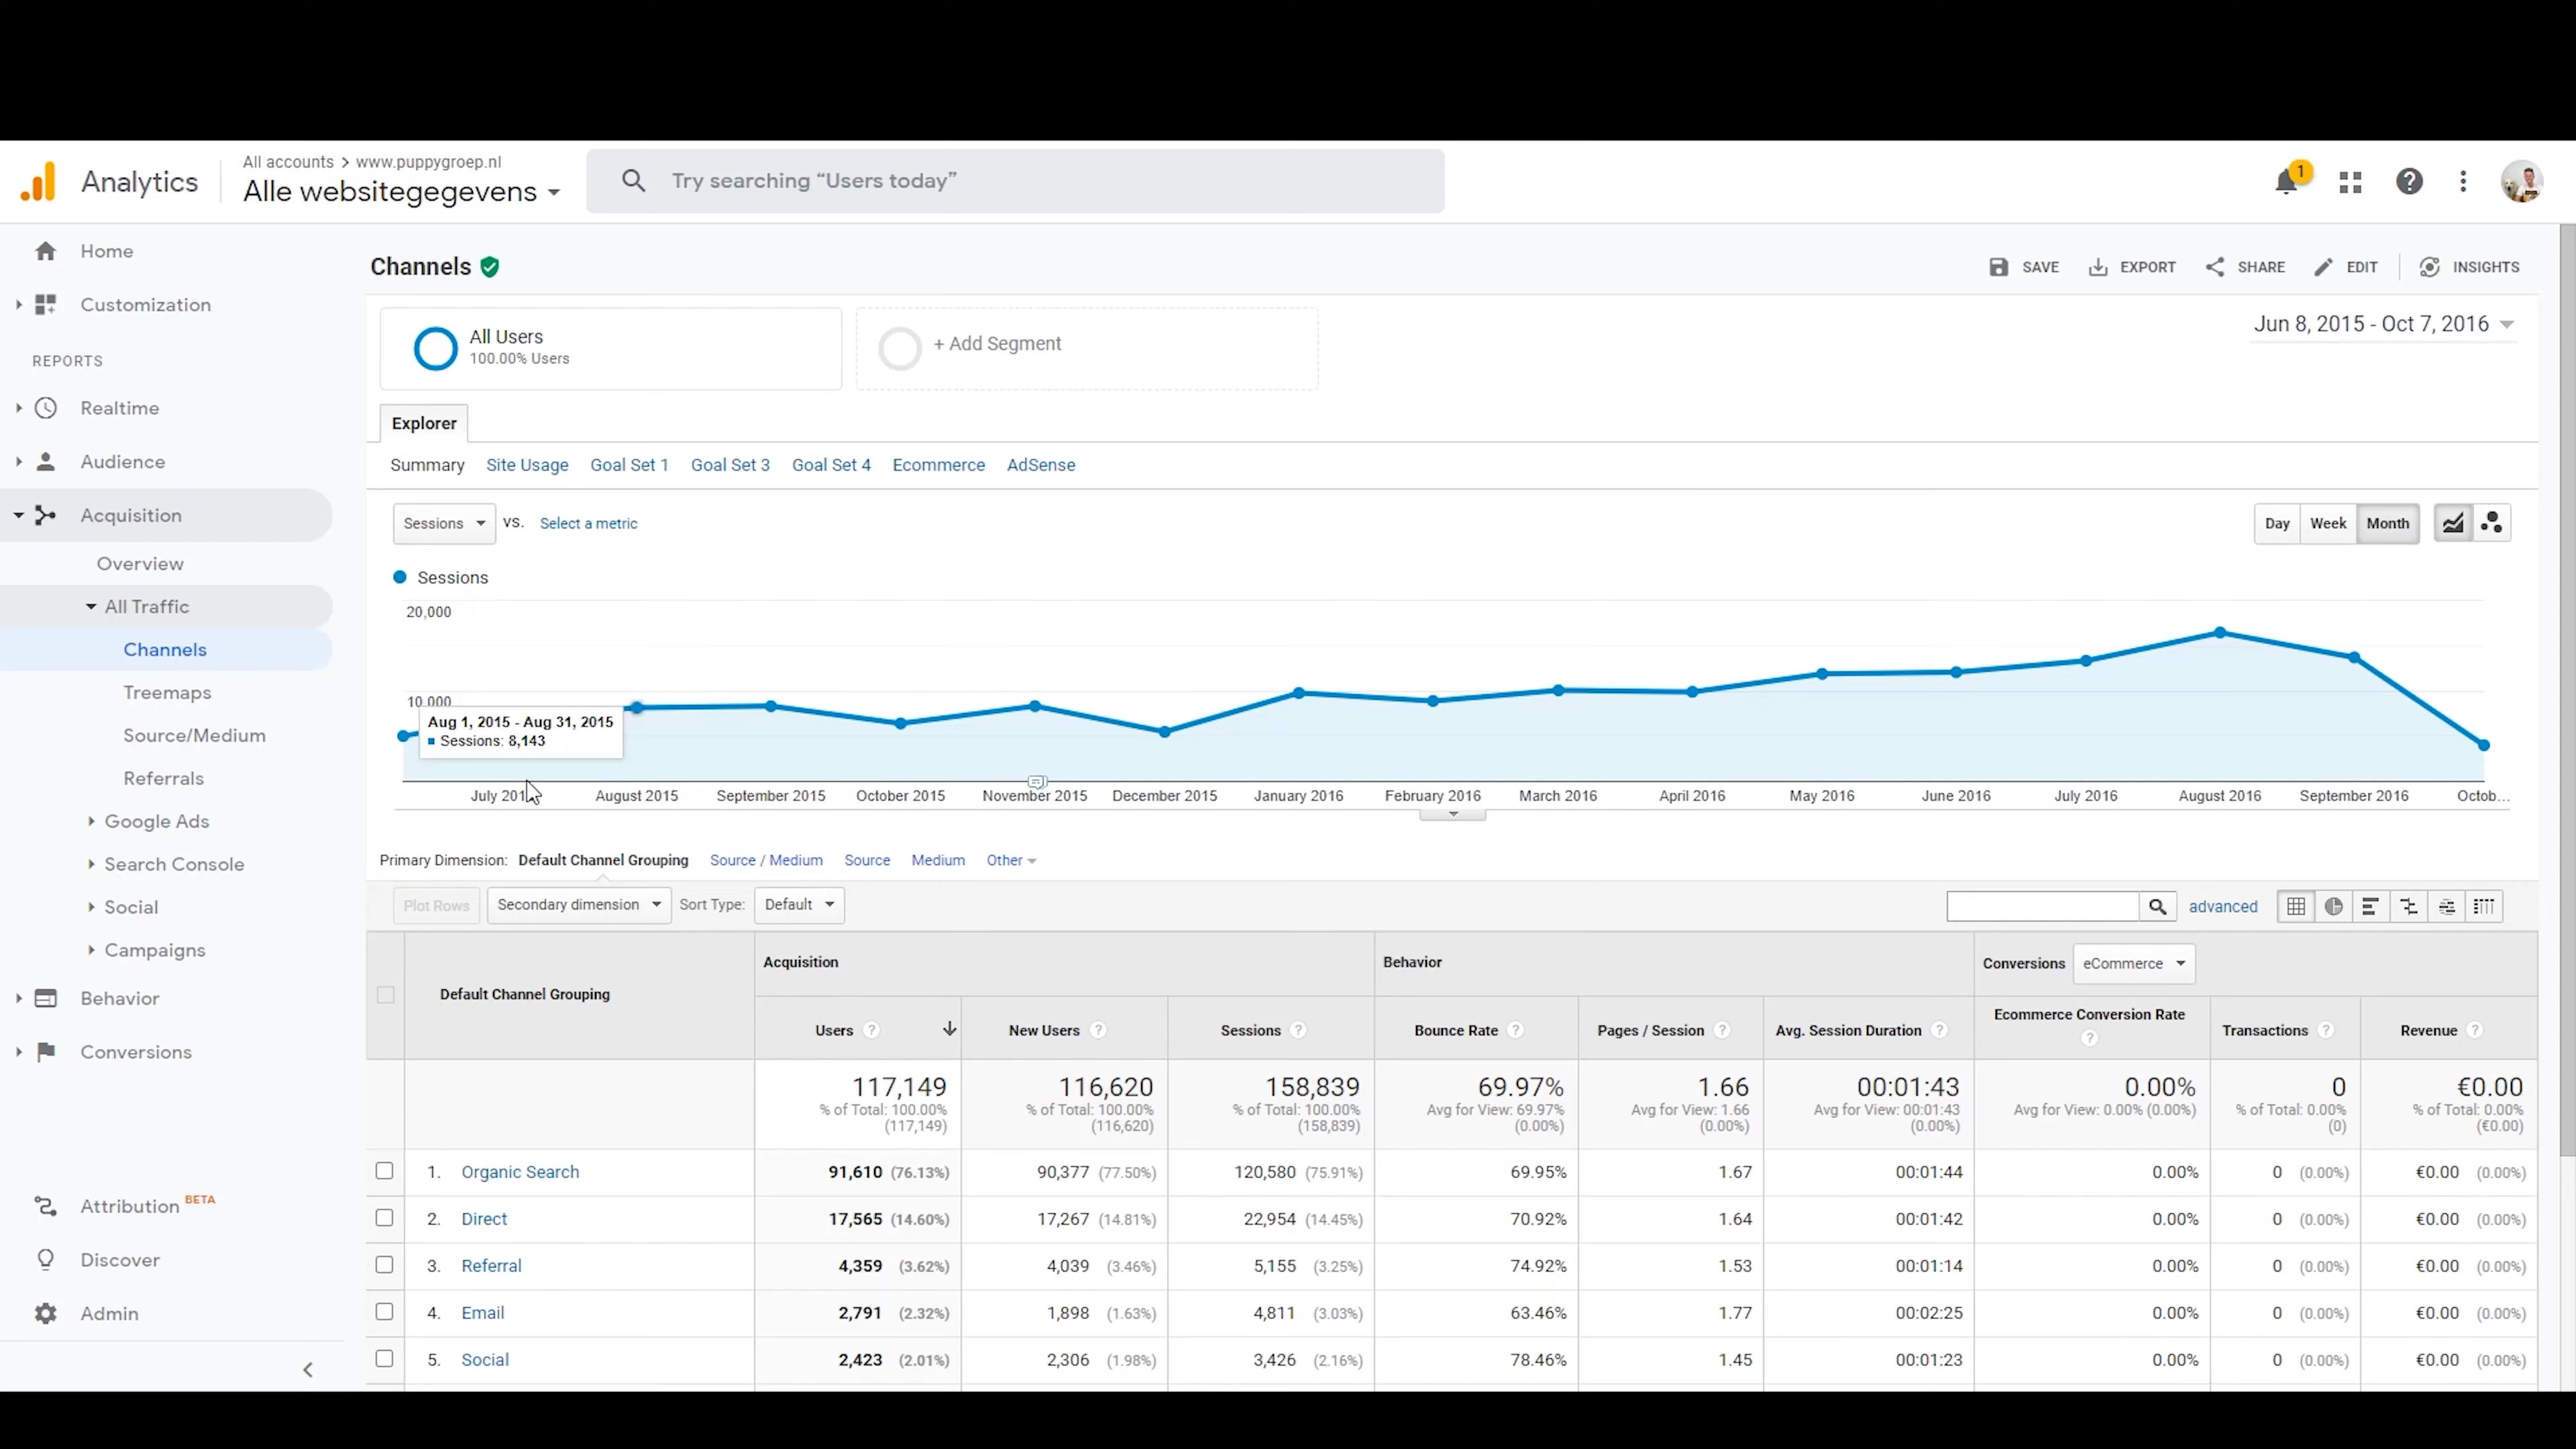 Analytics
All accounts > www.puppygroep.nl
Alle websitegegevens
Try searching “Users today”
1
Home
Customization
REPORTS
Realtime
Audience
Acquisition
Overview
All Traffic
Channels
Treemaps
Source/Medium
Referrals
Google Ads
Search Console
Social
Campaigns
Behavior
Conversions
Attribution BETA
Discover
Admin
Channels
SAVE EXPORT SHARE EDIT INSIGHTS
All Users
100.00% Users
+ Add Segment
Jun 8, 2015 - Oct 7, 2016
Explorer
Summary Site Usage Goal Set 1 Goal Set 3 Goal Set 4 Ecommerce AdSense
Sessions VS. Select a metric
Day Week Month
Sessions
20,000
10,000
Aug 1, 2015 - Aug 31, 2015
Sessions: 8,143
July August 2015 September 2015 October 2015 November 2015 December 2015 January 2016 February 2016 March 2016 April 2016 May 2016 June 2016 July 2016 August 2016 September 2016 Octob...
Primary Dimension: Default Channel Grouping Source / Medium Source Medium Other
Plot Rows Secondary dimension Sort Type: Default advanced
Default Channel Grouping
Acquisition Behavior Conversions eCommerce
Users ? New Users ? Sessions ? Bounce Rate ? Pages / Session ? Avg. Session Duration ? Ecommerce Conversion Rate ? Transactions ? Revenue ?
117,149 116,620 158,839 69.97% 1.66 00:01:43 0.00% 0 €0.00
% of Total: 100.00% % of Total: 100.00% % of Total: 100.00% Avg for View: 69.97% Avg for View: 1.66 Avg for View: 00:01:43 Avg for View: 0.00% (0.00%) % of Total: 0.00% % of Total: 0.00%
(117,149) (116,620) (158,839) (0.00%) (0.00%) (0.00%) (0) (€0.00)
1. Organic Search 91,610 (76.13%) 90,377 (77.50%) 120,580 (75.91%) 69.95% 1.67 00:01:44 0.00% 0 (0.00%) €0.00 (0.00%)
2. Direct 17,565 (14.60%) 17,267 (14.81%) 22,954 (14.45%) 70.92% 1.64 00:01:42 0.00% 0 (0.00%) €0.00 (0.00%)
3. Referral 4,359 (3.62%) 4,039 (3.46%) 5,155 (3.25%) 74.92% 1.53 00:01:14 0.00% 0 (0.00%) €0.00 (0.00%)
4. Email 2,791 (2.32%) 1,898 (1.63%) 4,811 (3.03%) 63.46% 1.77 00:02:25 0.00% 0 (0.00%) €0.00 (0.00%)
5. Social 2,423 (2.01%) 2,306 (1.98%) 3,426 (2.16%) 78.46% 1.45 00:01:23 0.00% 0 (0.00%) €0.00 (0.00%)